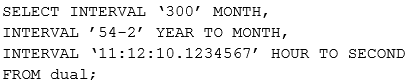 SELECT INTERVAL ‘300’ MONTH,
INTERVAL ’54-2’ YEAR TO MONTH,
INTERVAL ‘11:12:10.1234567’ HOUR TO SECOND
FROM dual;